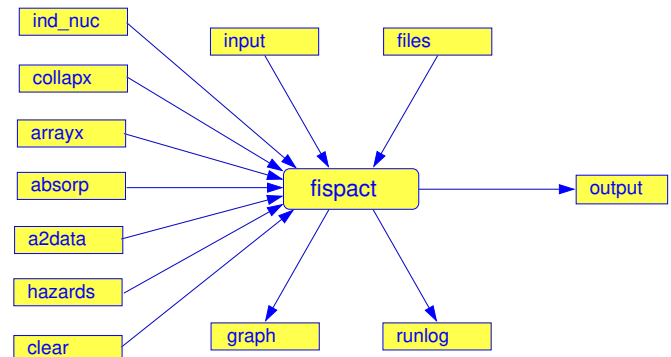 ind_nuc
input
files
collapx
arrayx
absorp
fispact
output
a2data
hazards
graph
runlog
clear